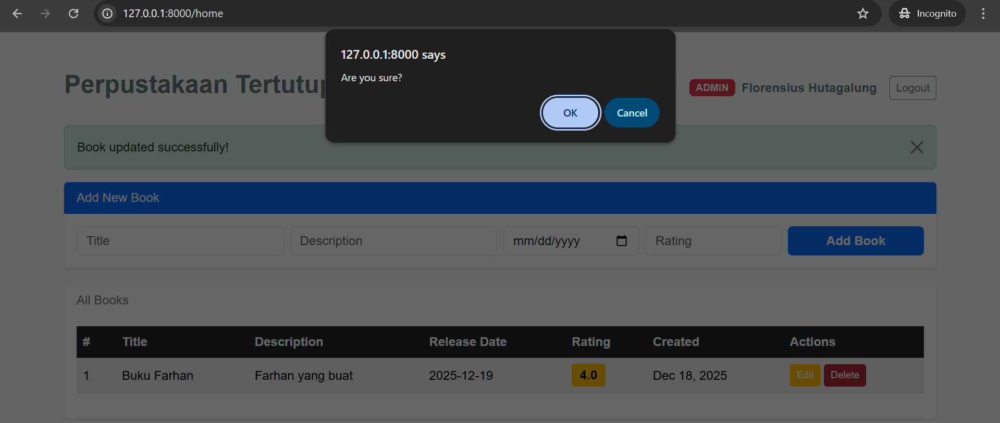 127.0.0.1:8000/home
Incognito
127.0.0.1:8000 says
Are you sure?
OK
Cancel
Perpustakaan Tertutup
ADMIN
Florensius Hutagalung
Logout
Book updated successfully!
Add New Book
Title
Description
mm/dd/yyyy
Rating
Add Book
All Books
# Title Description Release Date Rating Created Actions
1 Buku Farhan Farhan yang buat 2025-12-19 4.0 Dec 18, 2025 Edit Delete